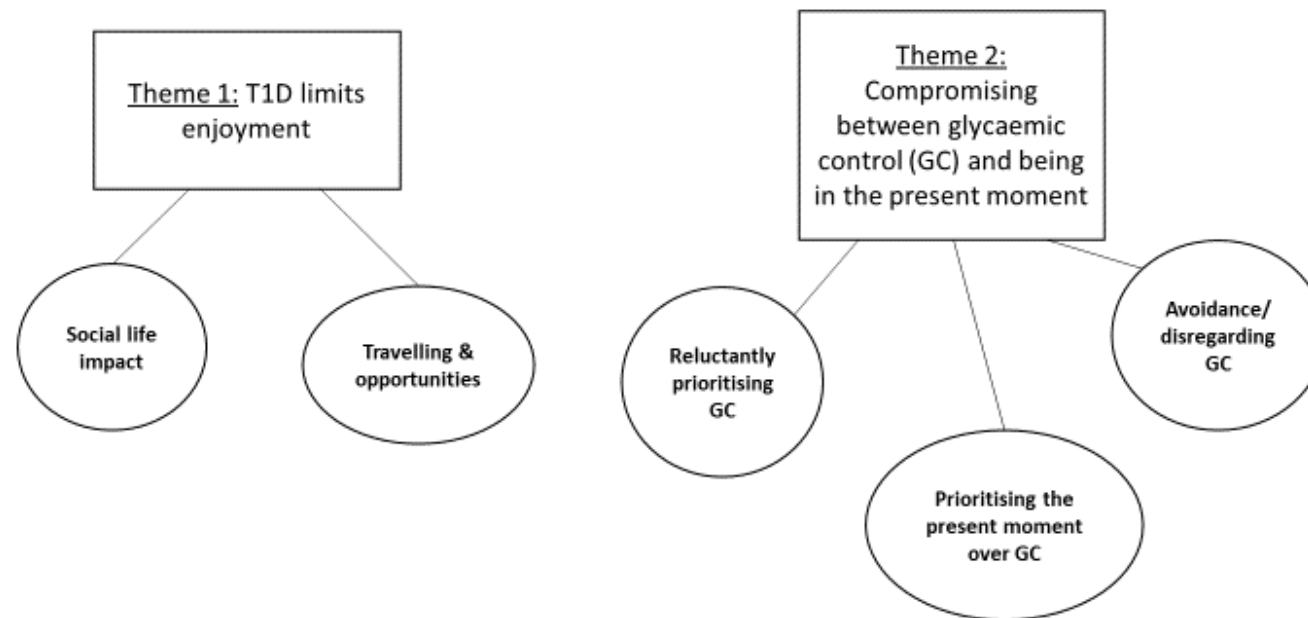 Theme 1: T1D limits
enjoyment
Social life
impact
Travelling &
opportunities
Theme 2:
Compromising
between glycaemic
control (GC) and being
in the present moment
Reluctantly
prioritising
GC
Prioritising the
present moment
over GC
Avoidance/
disregarding
GC